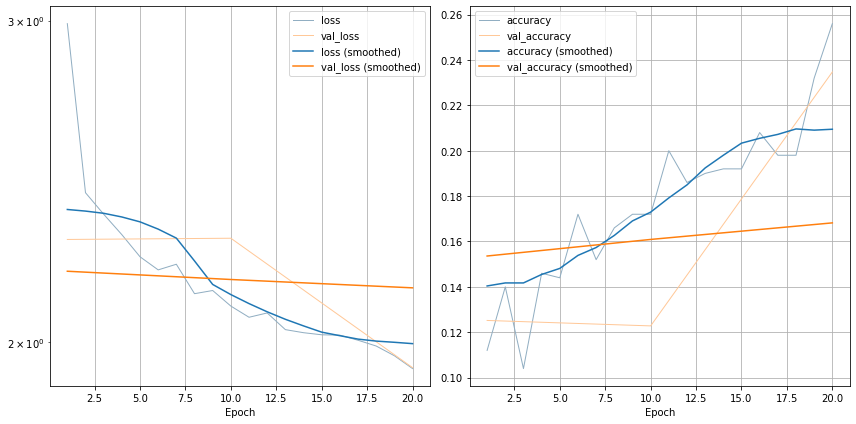 3 × 10⁰
2 × 10⁰
loss
val_loss
loss (smoothed)
val_loss (smoothed)
2.5 5.0 7.5 10.0 12.5 15.0 17.5 20.0
Epoch
0.26
0.24
0.22
0.20
0.18
0.16
0.14
0.12
0.10
accuracy
val_accuracy
accuracy (smoothed)
val_accuracy (smoothed)
2.5 5.0 7.5 10.0 12.5 15.0 17.5 20.0
Epoch